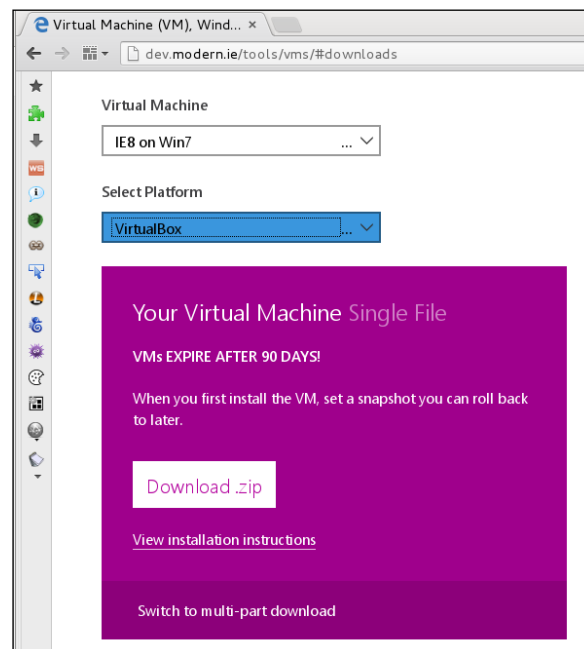 Virtual Machine (VM), Wind... ×
dev.modern.ie/tools/vms/#downloads
Virtual Machine
IE8 on Win7 ...
Select Platform
VirtualBox ...
Your Virtual Machine Single File
VMs EXPIRE AFTER 90 DAYS!
When you first install the VM, set a snapshot you can roll back
to later.
Download .zip
View installation instructions
Switch to multi-part download